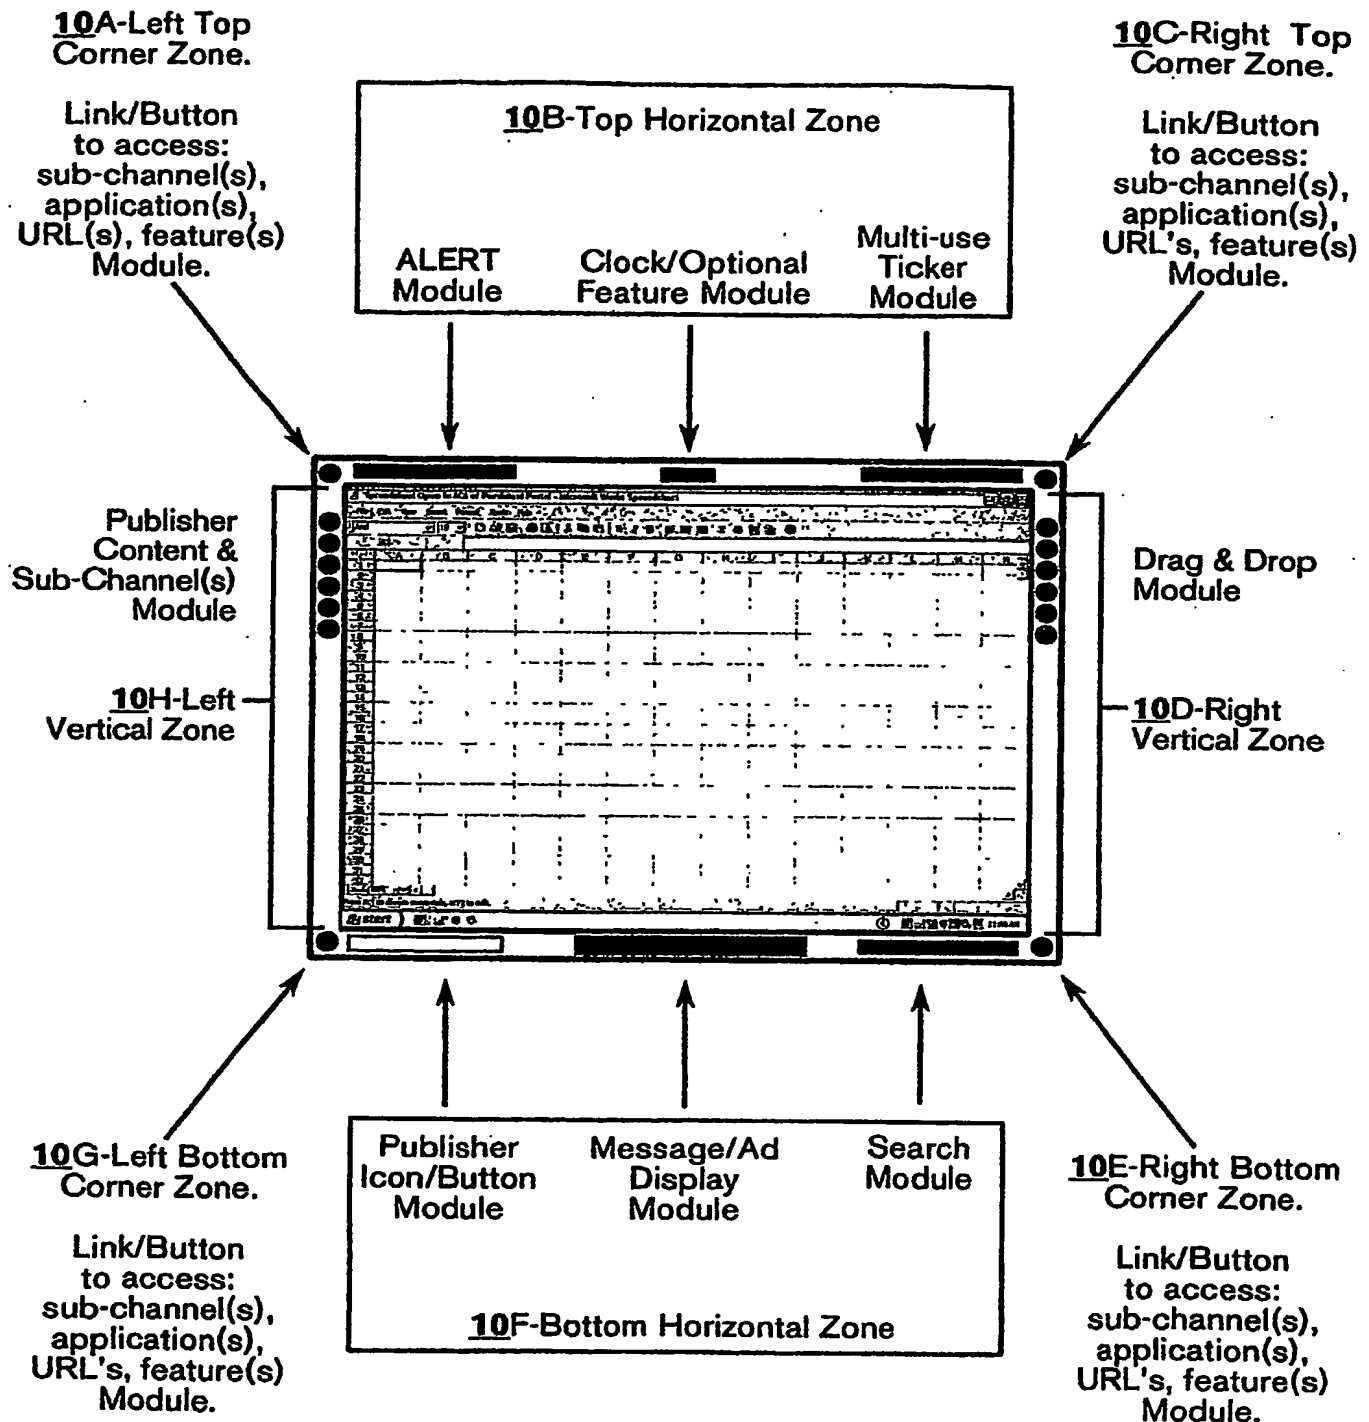 10A-Left Top
Corner Zone.
Link/Button
to access:
sub-channel(s),
application(s),
URL(s), feature(s)
Module.
10B-Top Horizontal Zone
ALERT
Module
Clock/Optional
Feature Module
Multi-use
Ticker
Module
10C-Right Top
Corner Zone.
Link/Button
to access:
sub-channel(s),
application(s),
URL's, feature(s)
Module.
Publisher
Content &
Sub-Channel(s)
Module
10H-Left
Vertical Zone
Start
Drag & Drop
Module
10D-Right
Vertical Zone
10G-Left Bottom
Corner Zone.
Link/Button
to access:
sub-channel(s),
application(s),
URL's, feature(s)
Module.
Publisher
Icon/Button
Module
Message/Ad
Display
Module
Search
Module
10F-Bottom Horizontal Zone
10E-Right Bottom
Corner Zone.
Link/Button
to access:
sub-channel(s),
application(s),
URL's, feature(s)
Module.